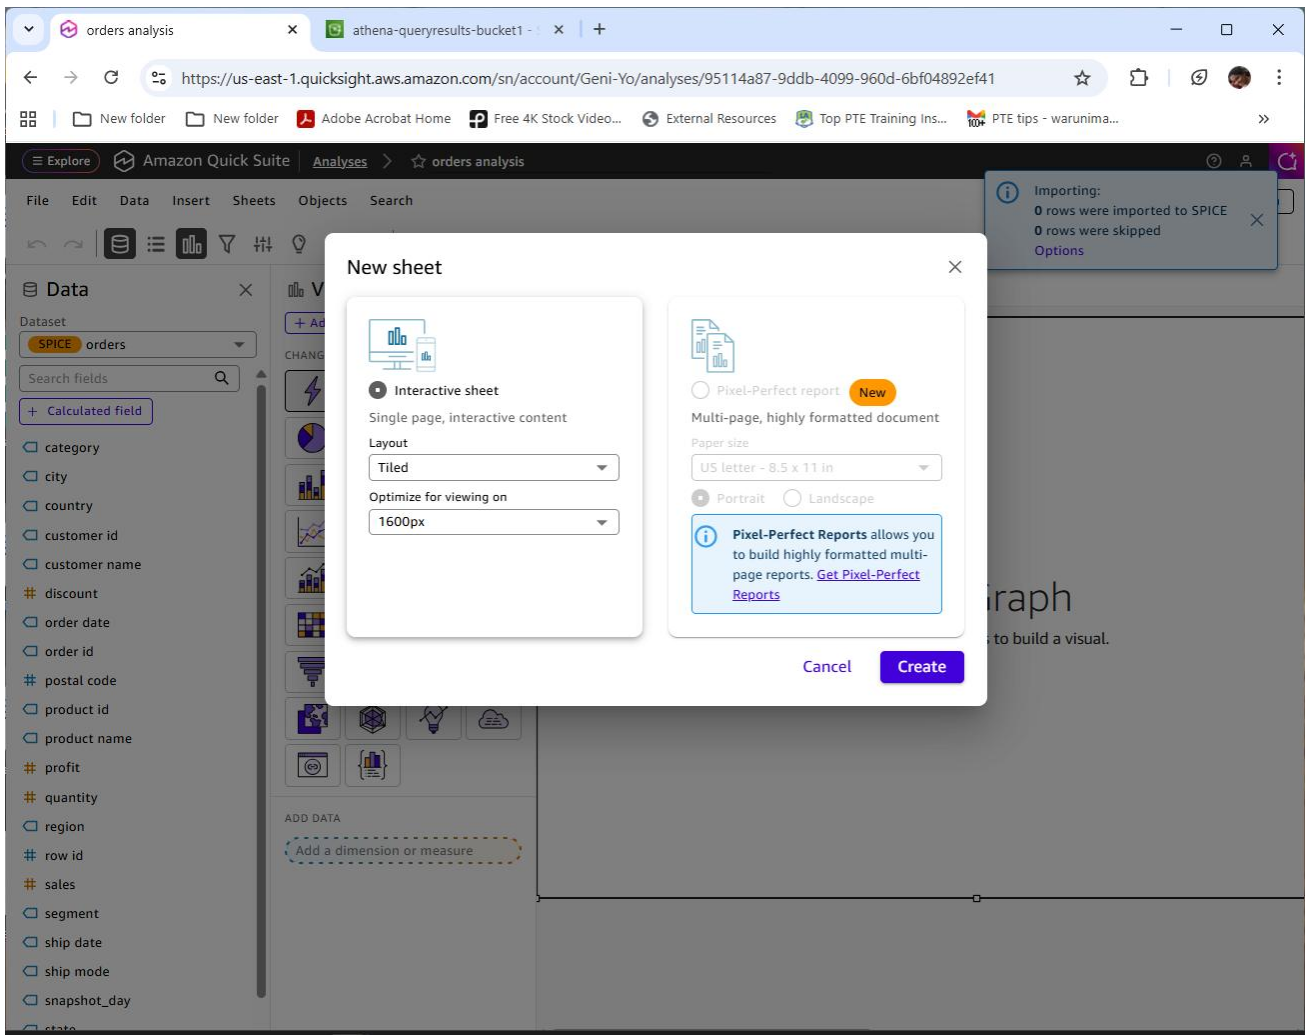 orders analysis
athena-queryresults-bucket1 -
https://us-east-1.quicksight.aws.amazon.com/sn/account/Geni-Yo/analyses/95114a87-9ddb-4099-960d-6bf04892ef41
New folder
New folder
Adobe Acrobat Home
Free 4K Stock Video...
External Resources
Top PTE Training Ins...
PTE tips - warunima...
Explore
Amazon Quick Suite
Analyses
orders analysis
File Edit Data Insert Sheets Objects Search
Importing:
0 rows were imported to SPICE
0 rows were skipped
Options
Data
Dataset
SPICE orders
Search fields
+ Calculated field
category
city
country
customer id
customer name
# discount
order date
order id
# postal code
product id
product name
# profit
# quantity
region
# row id
# sales
segment
ship date
ship mode
snapshot_day
state
V
+ Ad
CHANG
ADD DATA
Add a dimension or measure
New sheet
Interactive sheet
Single page, interactive content
Layout
Tiled
Optimize for viewing on
1600px
Pixel-Perfect report New
Multi-page, highly formatted document
Paper size
US letter - 8.5 x 11 in
Portrait Landscape
Pixel-Perfect Reports allows you
to build highly formatted multi-
page reports. Get Pixel-Perfect
Reports
Cancel
Create
Graph
to build a visual.